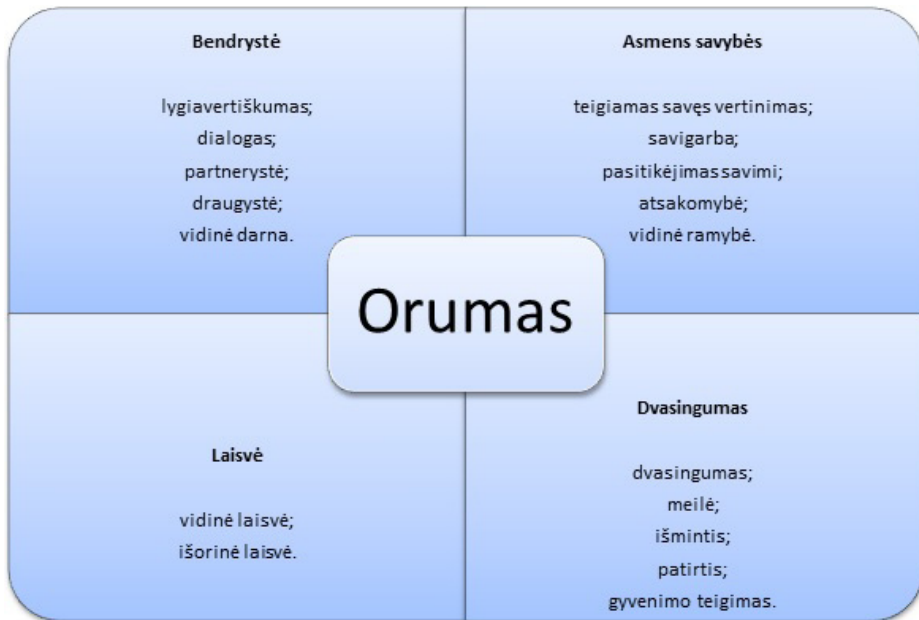 Bendrystė
lygiavertiškumas;
dialogas;
partnerystė;
draugystė;
vidinė darna.
Asmens savybės
teigiamas savęs vertinimas;
savigarba;
pasitikėjimas savimi;
atsakomybė;
vidinė ramybė.
Orumas
Laisvė
vidinė laisvė;
išorinė laisvė.
Dvasingumas
dvasingumas;
meilė;
išmintis;
patirtis;
gyvenimo teigimas.